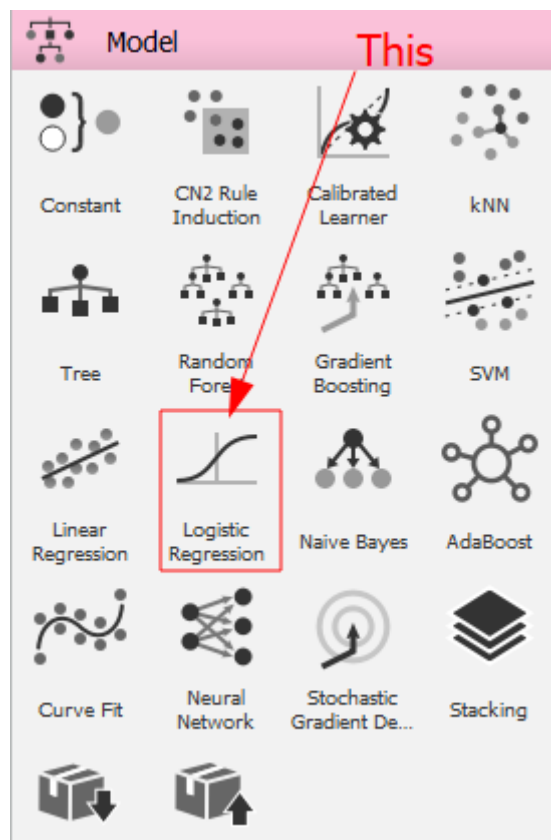 Model
This
Constant
CN2 Rule
Induction
Calibrated
Learner
kNN
Tree
Random
Fore
Gradient
Boosting
SVM
Linear
Regression
Logistic
Regression
Naive Bayes
AdaBoost
Curve Fit
Neural
Network
Stochastic
Gradient De...
Stacking